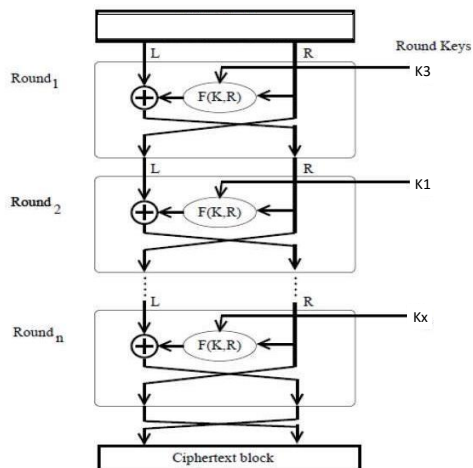 L R Round Keys
Round1 F(K,R) K3
L R
Round2 F(K,R) K1
L R
Roundn F(K,R) Kx
Ciphertext block